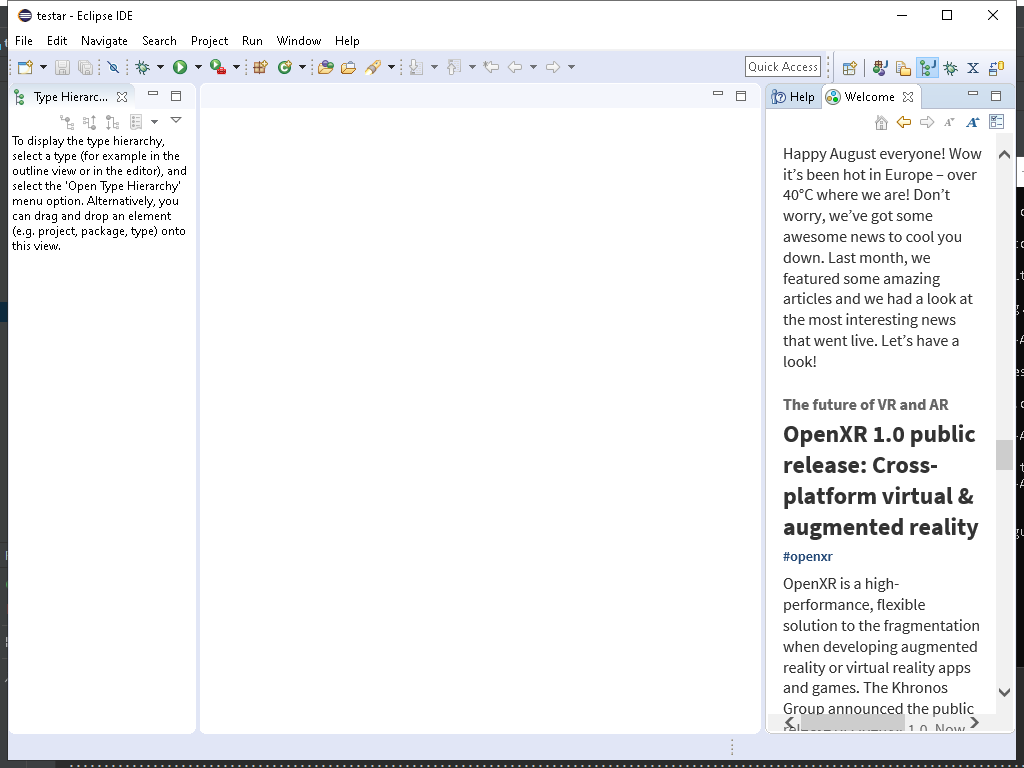 testar - Eclipse IDE
File Edit Navigate Search Project Run Window Help
Quick Access
Type Hierarc...
Help Welcome
To display the type hierarchy,
select a type (for example in the
outline view or in the editor), and
select the 'Open Type Hierarchy'
menu option. Alternatively, you
can drag and drop an element
(e.g. project, package, type) onto
this view.
Happy August everyone! Wow
it’s been hot in Europe – over
40°C where we are! Don’t
worry, we’ve got some
awesome news to cool you
down. Last month, we
featured some amazing
articles and we had a look at
the most interesting news
that went live. Let’s have a
look!
The future of VR and AR
OpenXR 1.0 public
release: Cross-
platform virtual &
augmented reality
#openxr
OpenXR is a high-
performance, flexible
solution to the fragmentation
when developing augmented
reality or virtual reality apps
and games. The Khronos
Group announced the public
1.0. Now